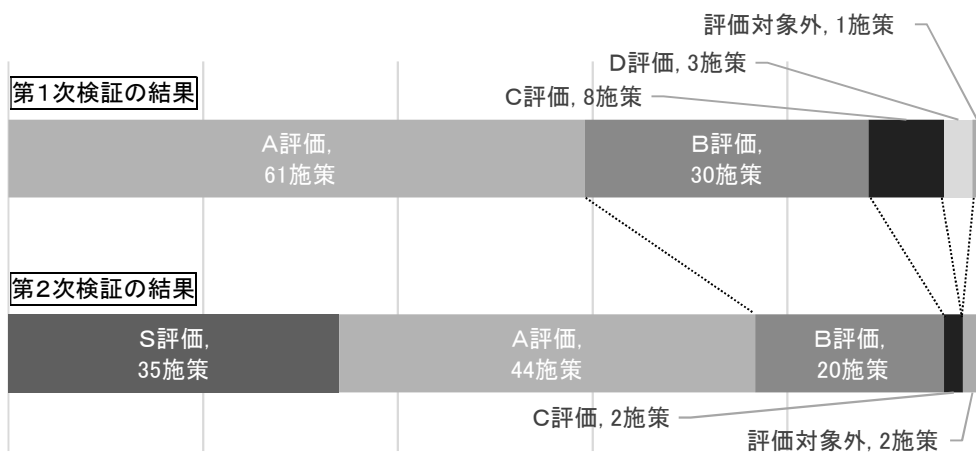 評価対象外, 1施策
D評価, 3施策
第1次検証の結果
C評価, 8施策
A評価,
61施策
B評価,
30施策
第2次検証の結果
S評価,
35施策
A評価,
44施策
B評価,
20施策
C評価, 2施策
評価対象外, 2施策